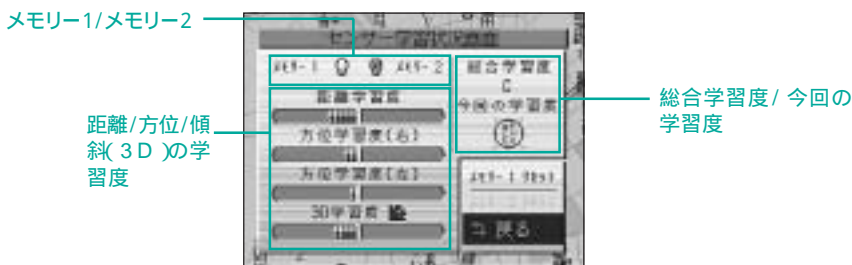 メモリー1/メモリー2
センサー学習状況画面
メモリー1 メモリー2
総合学習度
C
距離学習度
今回の学習度
方位学習度(右)
方位学習度(左)
3D学習度
戻る
距離/方位/傾
斜(3D)の学
習度
総合学習度/ 今回の
学習度